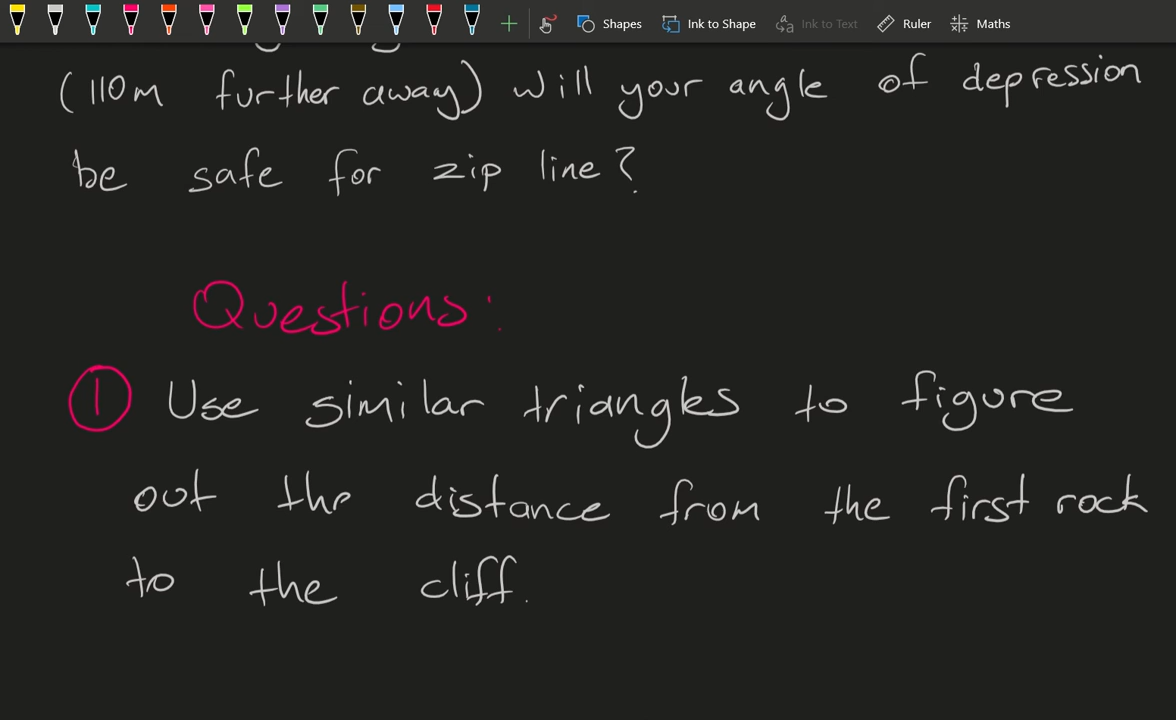 Shapes Ink to Shape Ink to Text Ruler Maths
(110m further away) will your angle of depression
be safe for zip line?
Questions:
1 Use similar triangles to figure
out the distance from the first rock
to the cliff.